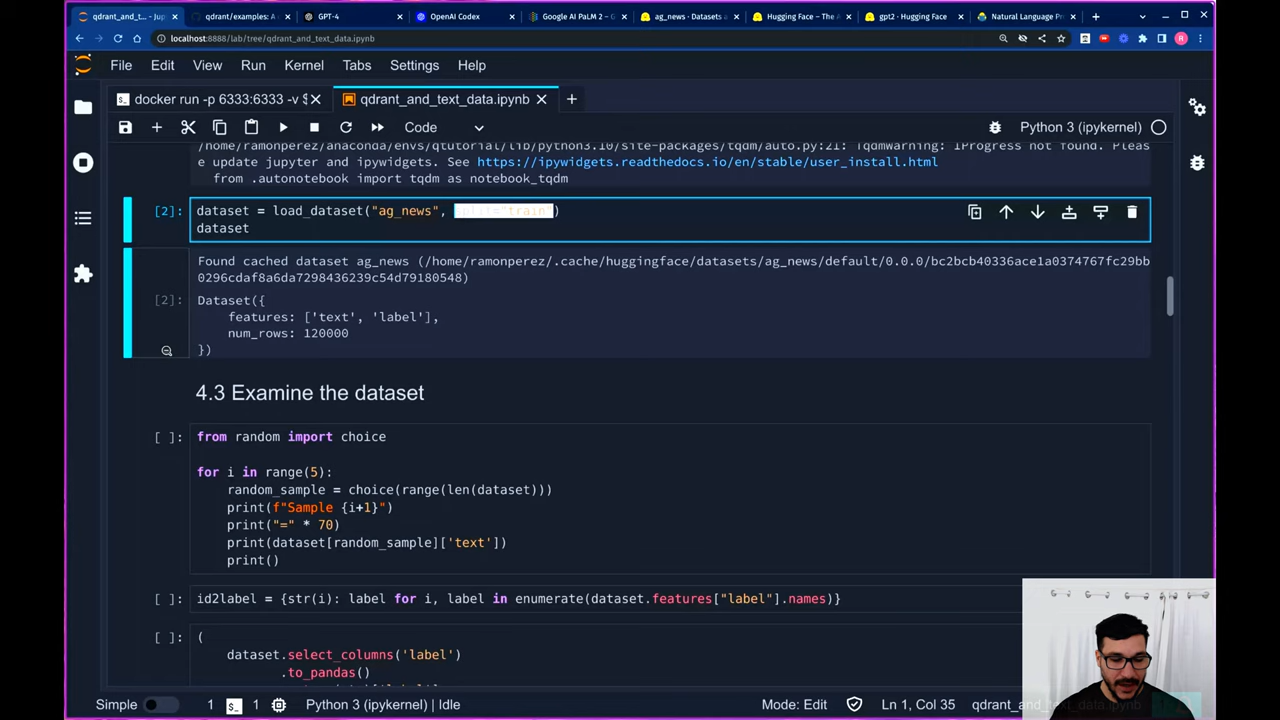 qdrant_and_t
qdrant/examples: A
GPT-4
OpenAI Codex
Google AI PaLM 2 –
ag_news · Datasets a
Hugging Face – The A
gpt2 · Hugging Face
Natural Language Pr
localhost:8888/lab/tree/qdrant_and_text_data.ipynb
File Edit View Run Kernel Tabs Settings Help
docker run -p 6333:6333 -v $
qdrant_and_text_data.ipynb
Code
Python 3 (ipykernel)
/home/ramonperez/anaconda/envs/qtutorial/lib/python3.10/site-packages/tqdm/auto.py:21: TqdmWarning: IProgress not found. Pleas
e update jupyter and ipywidgets. See https://ipywidgets.readthedocs.io/en/stable/user_install.html
from .autonotebook import tqdm as notebook_tqdm
[2]: dataset = load_dataset("ag_news", split="train")
dataset
Found cached dataset ag_news (/home/ramonperez/.cache/huggingface/datasets/ag_news/default/0.0.0/bc2bcb40336ace1a0374767fc29bb
0296cdaf8a6da7298436239c54d79180548)
[2]: Dataset({
features: ['text', 'label'],
num_rows: 120000
})
4.3 Examine the dataset
[ ]: from random import choice
for i in range(5):
random_sample = choice(range(len(dataset)))
print(f"Sample {i+1}")
print("=" * 70)
print(dataset[random_sample]['text'])
print()
[ ]: id2label = {str(i): label for i, label in enumerate(dataset.features["label"].names)}
[ ]: (
dataset.select_columns('label')
.to_pandas()
Simple 1 $_ 1 Python 3 (ipykernel) | Idle
Mode: Edit
Ln 1, Col 35
qdrant_and_text_data.ipynb